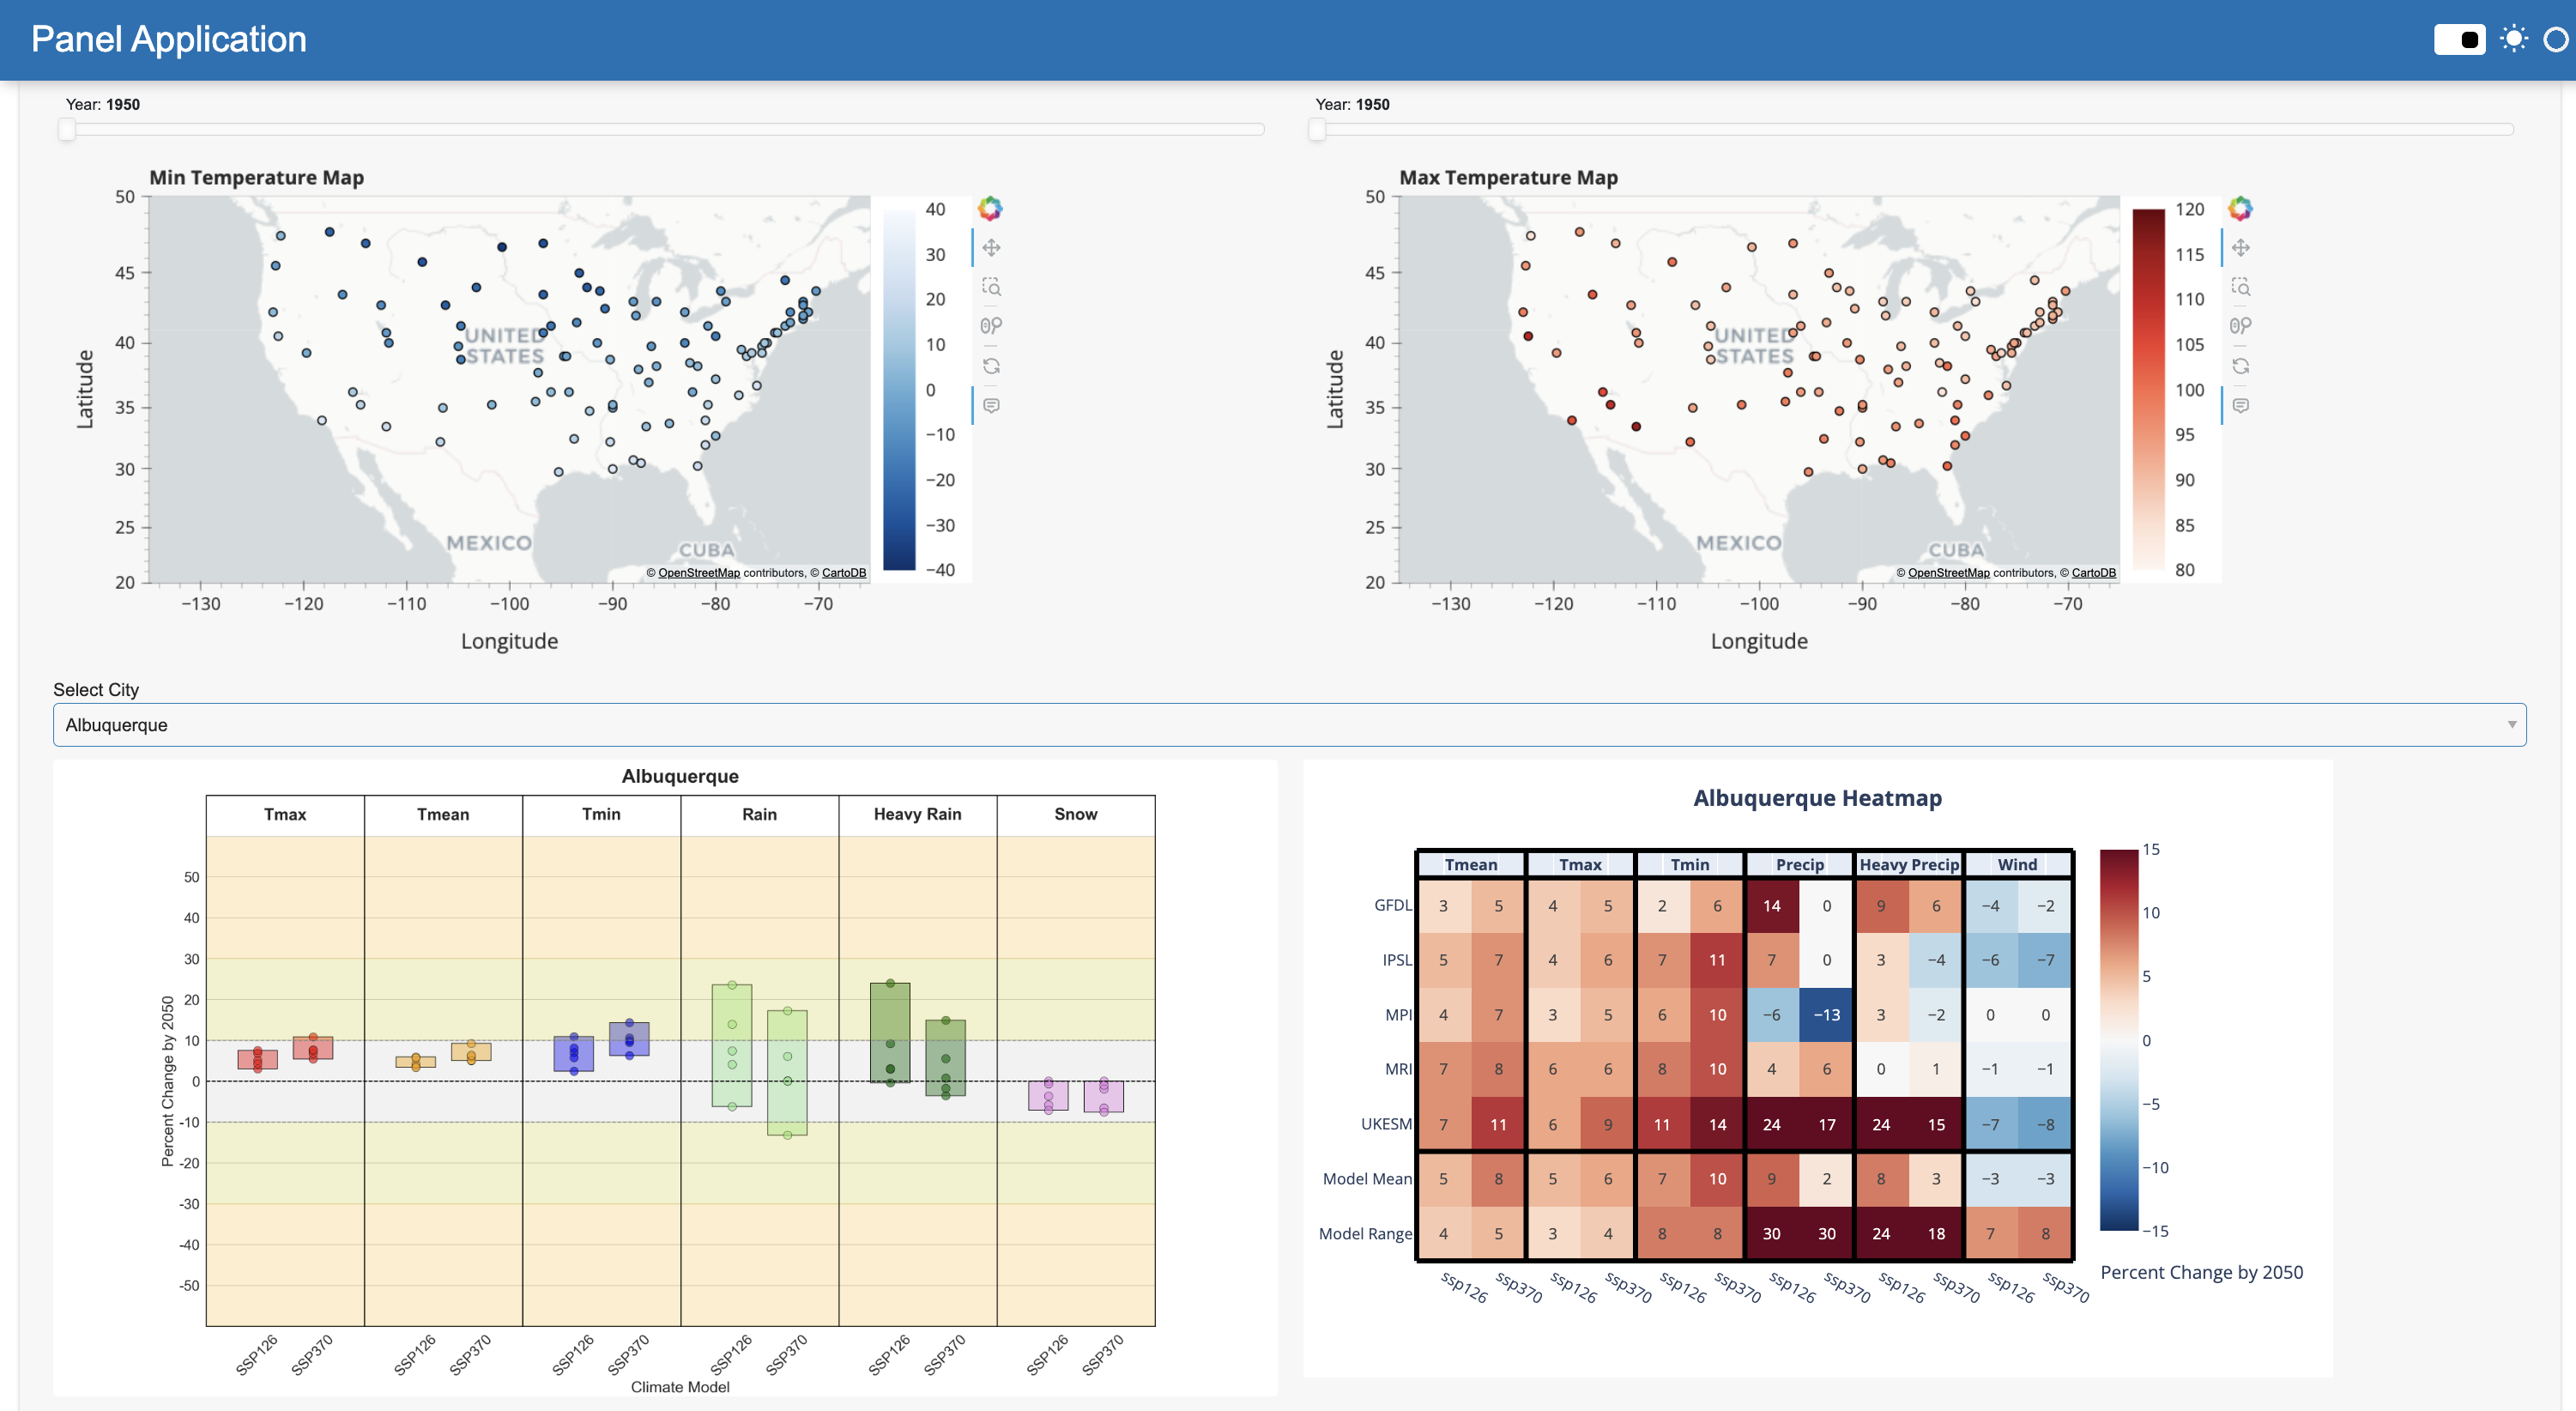 Panel Application
Year: 1950
Year: 1950
Min Temperature Map
50
45
40
35
30
25
20
Latitude
UNITED
STATES
MEXICO
CUBA
© OpenStreetMap contributors, © CartoDB
−130 −120 −110 −100 −90 −80 −70
Longitude
40
30
20
10
0
−10
−20
−30
−40
Max Temperature Map
50
45
40
35
30
25
20
Latitude
UNITED
STATES
MEXICO
CUBA
© OpenStreetMap contributors, © CartoDB
−130 −120 −110 −100 −90 −80 −70
Longitude
120
115
110
105
100
95
90
85
80
Select City
Albuquerque
Albuquerque
Tmax Tmean Tmin Rain Heavy Rain Snow
50
40
30
20
10
0
-10
-20
-30
-40
-50
Percent Change by 2050
SSP126 SSP370 SSP126 SSP370 SSP126 SSP370 SSP126 SSP370 SSP126 SSP370 SSP126 SSP370
Climate Model
Albuquerque Heatmap
Tmean Tmax Tmin Precip Heavy Precip Wind
GFDL 3 5 4 5 2 6 14 0 9 6 −4 −2
IPSL 5 7 4 6 7 11 7 0 3 −4 −6 −7
MPI 4 7 3 5 6 10 −6 −13 3 −2 0 0
MRI 7 8 6 6 8 10 4 6 0 1 −1 −1
UKESM 7 11 6 9 11 14 24 17 24 15 −7 −8
Model Mean 5 8 5 6 7 10 9 2 8 3 −3 −3
Model Range 4 5 3 4 8 8 30 30 24 18 7 8
ssp126 ssp370 ssp126 ssp370 ssp126 ssp370 ssp126 ssp370 ssp126 ssp370 ssp126 ssp370
15
10
5
0
−5
−10
−15
Percent Change by 2050